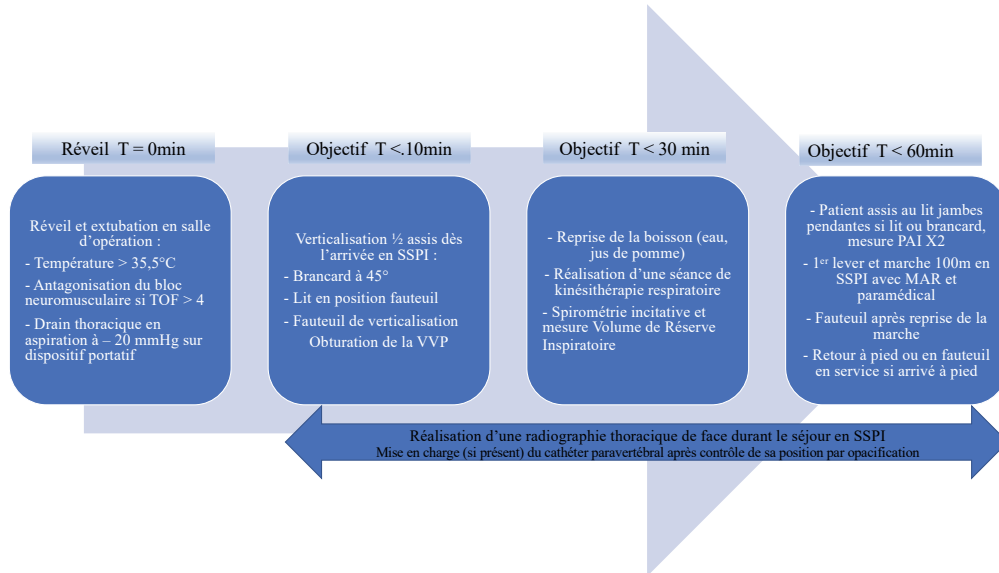 Réveil  T = 0min
Réveil et extubation en salle
d’opération :
- Température > 35,5°C
- Antagonisation du bloc
neuromusculaire si TOF > 4
- Drain thoracique en
aspiration à – 20 mmHg sur
dispositif portatif
Objectif  T <.10min
Verticalisation ½ assis dès
l’arrivée en SSPI :
- Brancard à 45°
- Lit en position fauteuil
- Fauteuil de verticalisation
Obturation de la VVP
Objectif  T < 30 min
- Reprise de la boisson (eau,
jus de pomme)
- Réalisation d’une séance de
kinésithérapie respiratoire
- Spirométrie incitative et
mesure Volume de Réserve
Inspiratoire
Objectif  T < 60min
- Patient assis au lit jambes
pendantes si lit ou brancard,
mesure PAI X2
- 1er lever et marche 100m en
SSPI avec MAR et
paramédical
- Fauteuil après reprise de la
marche
- Retour à pied ou en fauteuil
en service si arrivé à pied
Réalisation d’une radiographie thoracique de face durant le séjour en SSPI
Mise en charge (si présent) du cathéter paravertébral après contrôle de sa position par opacification